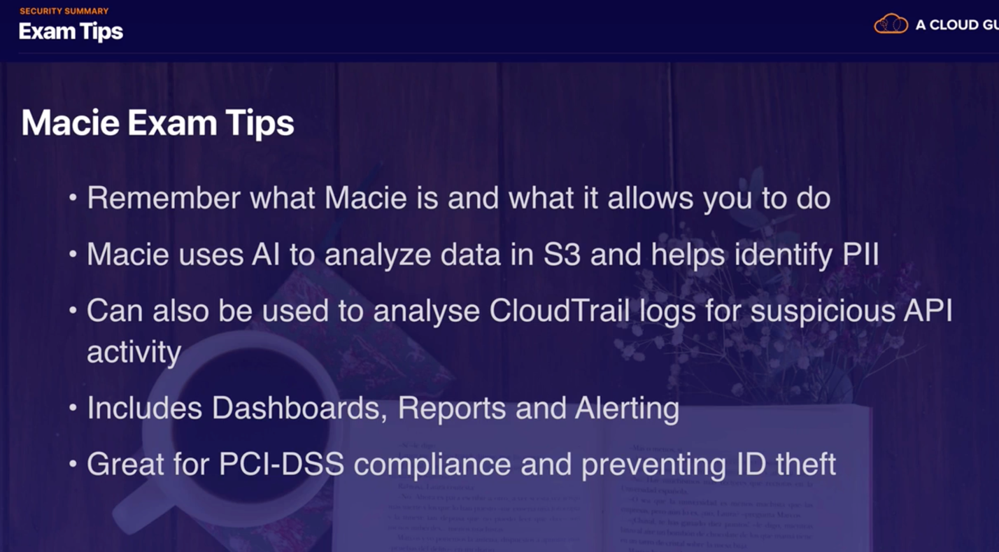 SECURITY SUMMARY
Exam Tips
A CLOUD GU
Macie Exam Tips
• Remember what Macie is and what it allows you to do
• Macie uses AI to analyze data in S3 and helps identify PII
• Can also be used to analyse CloudTrail logs for suspicious API
activity
• Includes Dashboards, Reports and Alerting
• Great for PCI-DSS compliance and preventing ID theft